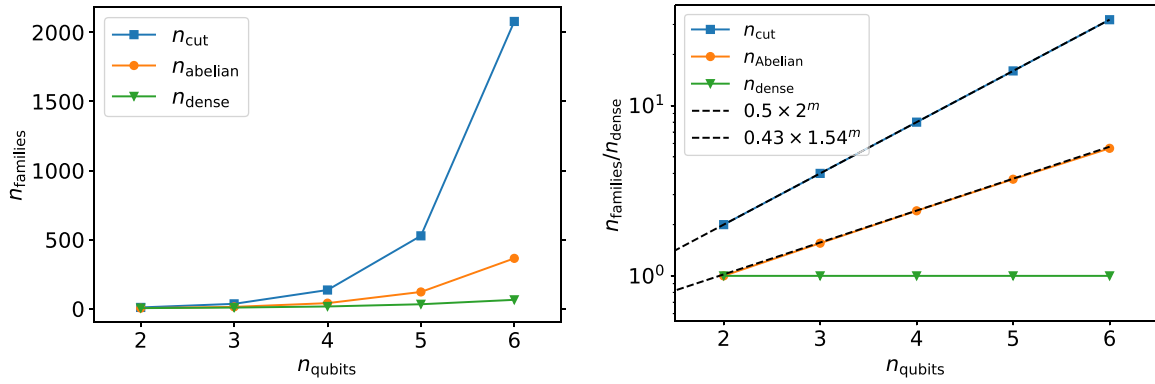 2000
1500
1000
500
0
n_families
n_cut
n_abelian
n_dense
2 3 4 5 6
n_qubits
10^1
10^0
n_families/n_dense
n_cut
n_Abelian
n_dense
0.5 × 2^m
0.43 × 1.54^m
2 3 4 5 6
n_qubits